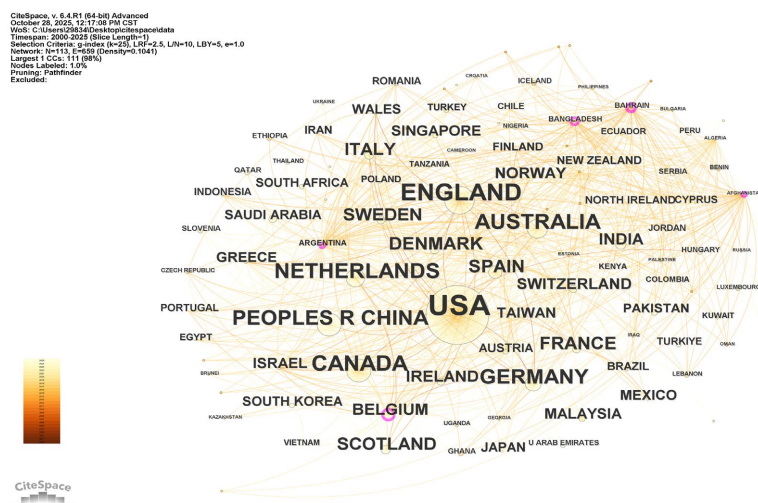 CiteSpace, v. 6.4.R1 (64-bit) Advanced
October 28, 2025, 12:17:08 PM CST
WoS: C:\Users\29834\Desktop\citespace\data
Timespan: 2000-2025 (Slice Length=1)
Selection Criteria: g-index (k=25), LRF=2.5, L/N=10, LBY=5, e=1.0
Network: N=113, E=659 (Density=0.1041)
Largest 1 CCs: 111 (98%)
Nodes Labeled: 1.0%
Pruning: Pathfinder
Excluded:
CROATIA
ROMANIA
ICELAND
PHILIPPINES
UKRAINE
WALES
TURKEY
CHILE
BAHRAIN
BULGARIA
BANGLADESH
IRAN
SINGAPORE
NIGERIA
ECUADOR
PERU
ETHIOPIA
ALGERIA
ITALY
CAMEROON
FINLAND
THAILAND
TANZANIA
NEW ZEALAND
QATAR
POLAND
NORWAY
SERBIA
BENIN
SOUTH AFRICA
INDONESIA
ENGLAND
NORTH IRELAND
CYPRUS
AFGHANISTAN
SAUDI ARABIA
SWEDEN
AUSTRALIA
SLOVENIA
JORDAN
ARGENTINA
DENMARK
INDIA
GREECE
ESTONIA
HUNGARY
RUSSIA
PALESTINE
CZECH REPUBLIC
NETHERLANDS
SPAIN
KENYA
SWITZERLAND
COLOMBIA
LUXEMBOURG
PORTUGAL
PEOPLES R CHINA
USA
TAIWAN
PAKISTAN
KUWAIT
EGYPT
AUSTRIA
FRANCE
IRAQ
TURKIYE
OMAN
ISRAEL
CANADA
BRUNEI
IRELAND
GERMANY
BRAZIL
LEBANON
SOUTH KOREA
BELGIUM
MEXICO
KAZAKHSTAN
UGANDA
GEORGIA
MALAYSIA
VIETNAM
SCOTLAND
GHANA
JAPAN
U ARAB EMIRATES
CiteSpace